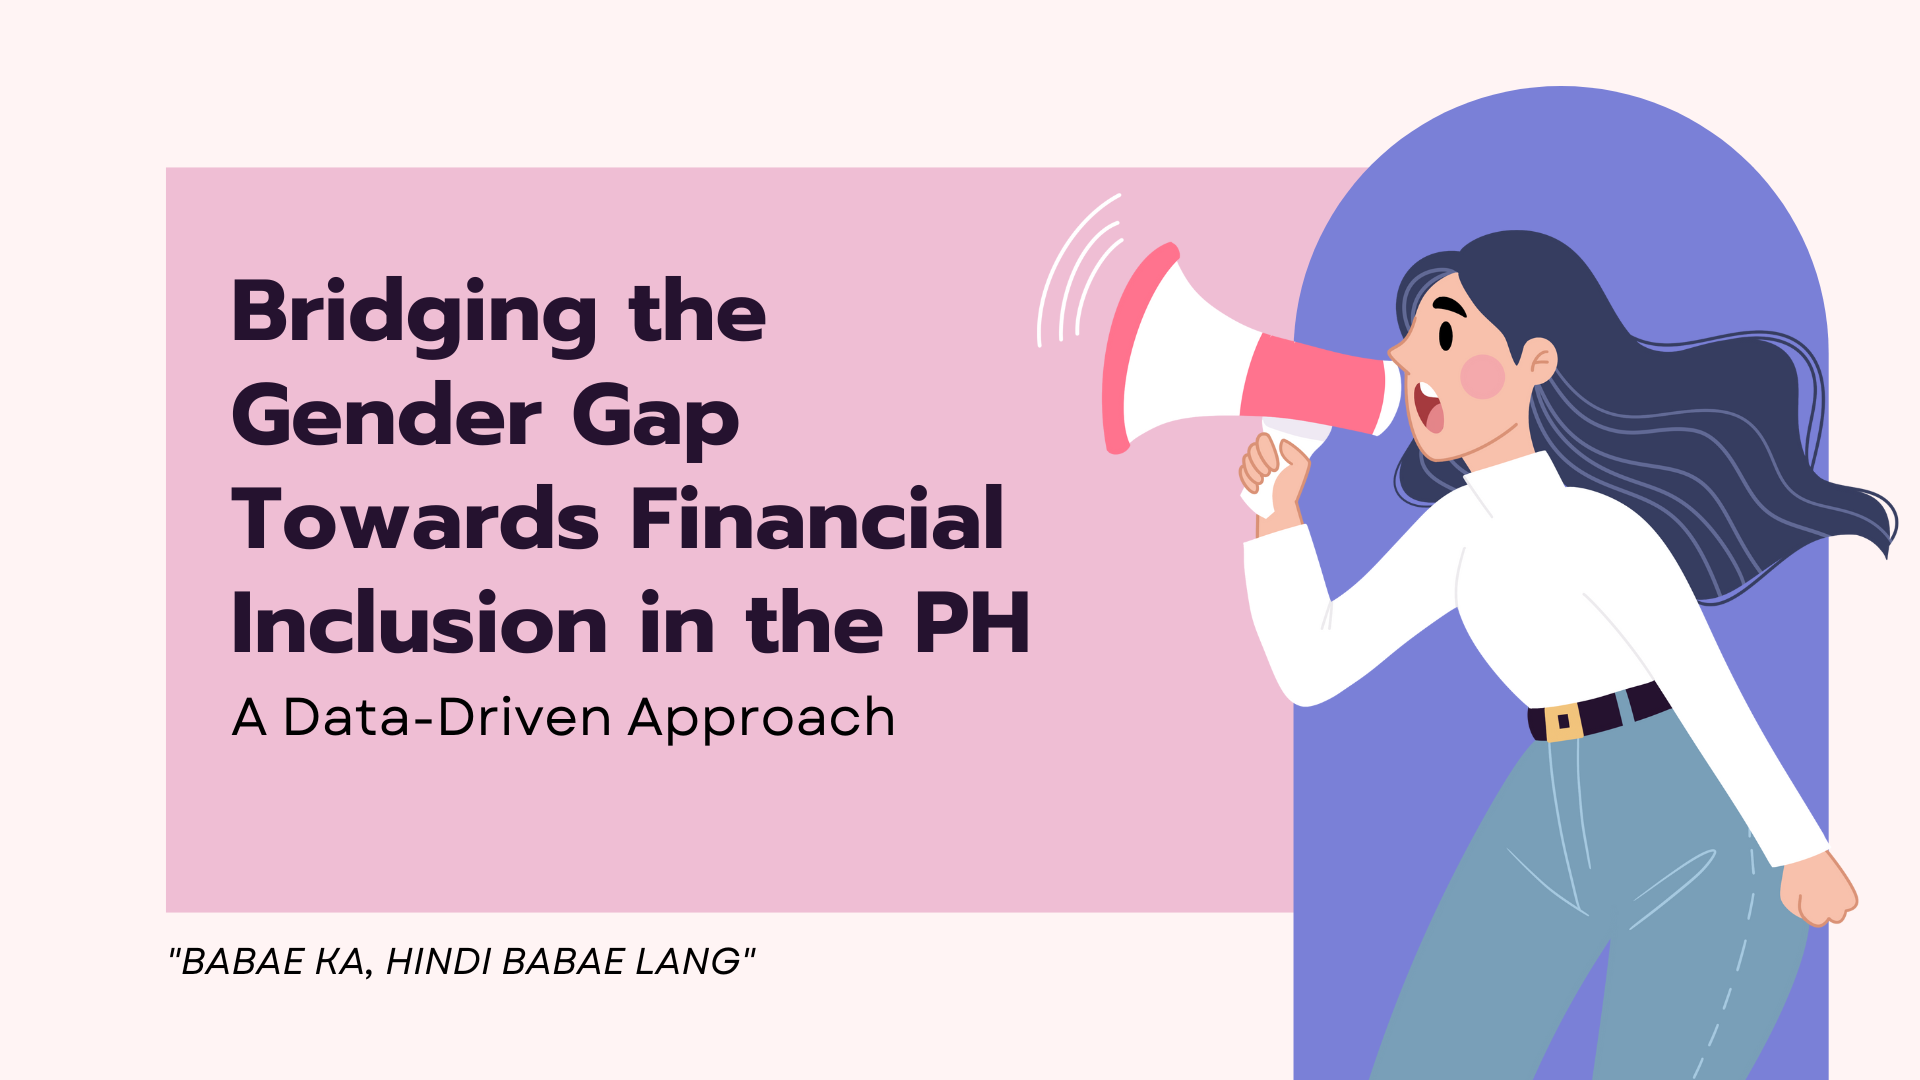 Bridging the
Gender Gap
Towards Financial
Inclusion in the PH
A Data-Driven Approach
"BABAE KA, HINDI BABAE LANG"